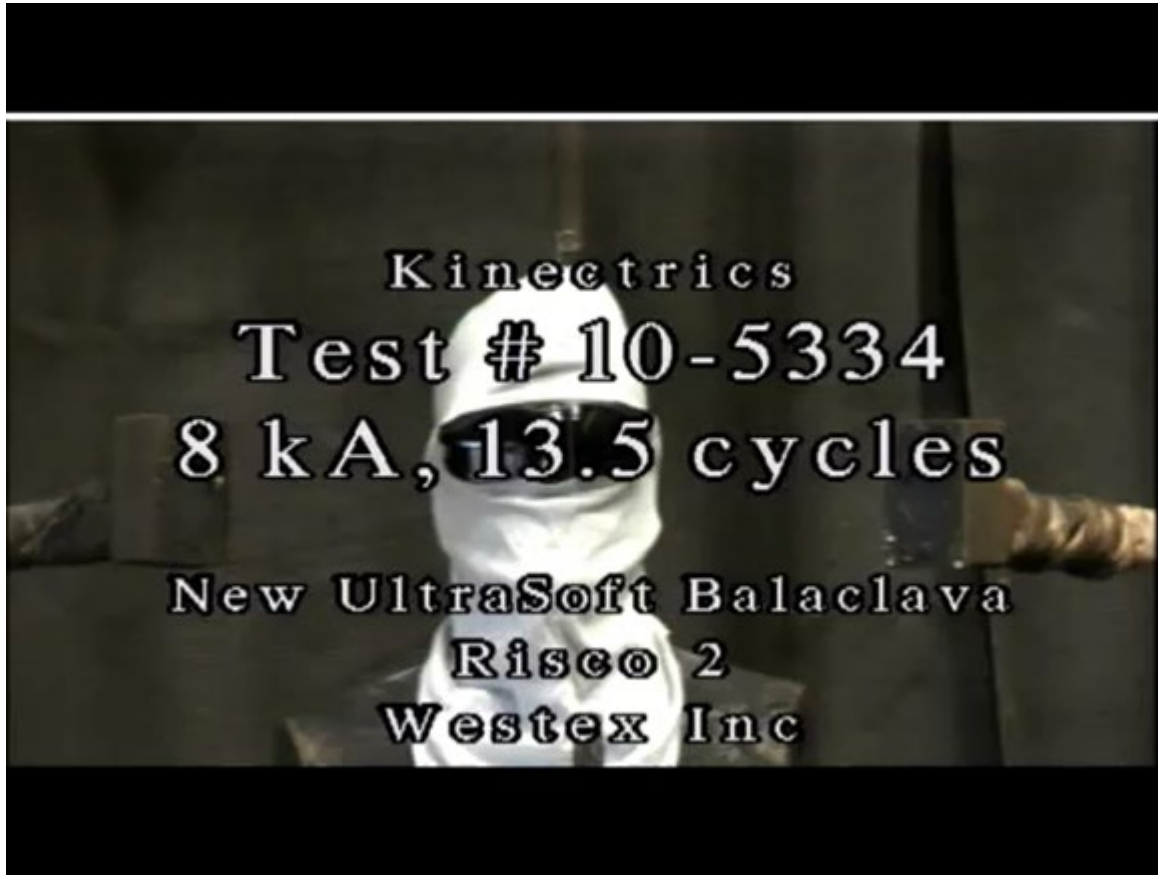 Kinectrics
Test # 10-5334
8 kA, 13.5 cycles
New UltraSoft Balaclava
Risco 2
Westex Inc